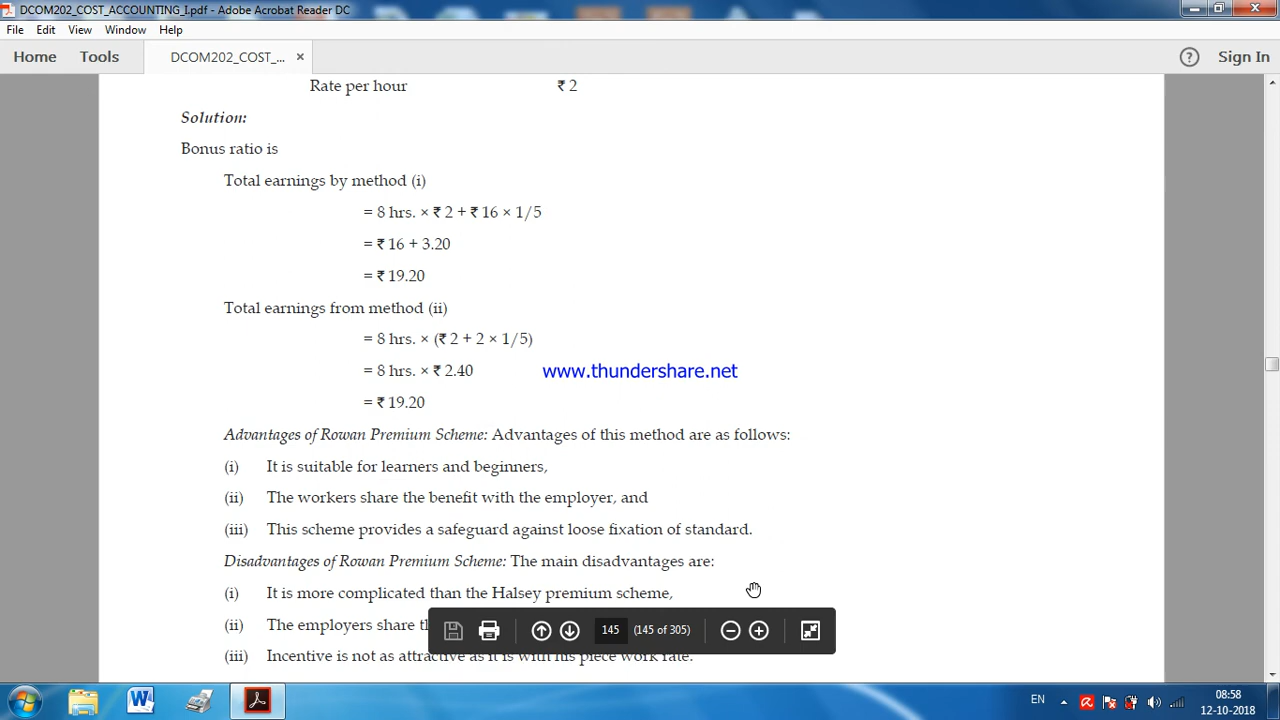 DCOM202_COST_ACCOUNTING_I.pdf - Adobe Acrobat Reader DC
File Edit View Window Help
Home Tools DCOM202_COST_... × Sign In
Rate per hour ₹ 2
Solution:
Bonus ratio is
Total earnings by method (i)
= 8 hrs. × ₹ 2 + ₹ 16 × 1/5
= ₹ 16 + 3.20
= ₹ 19.20
Total earnings from method (ii)
= 8 hrs. × (₹ 2 + 2 × 1/5)
= 8 hrs. × ₹ 2.40
www.thundershare.net
= ₹ 19.20
Advantages of Rowan Premium Scheme: Advantages of this method are as follows:
(i) It is suitable for learners and beginners,
(ii) The workers share the benefit with the employer, and
(iii) This scheme provides a safeguard against loose fixation of standard.
Disadvantages of Rowan Premium Scheme: The main disadvantages are:
(i) It is more complicated than the Halsey premium scheme,
(ii) The employers share
(iii) Incentive is not as attractive as it is with his piece work rate.
145 (145 of 305)
EN 08:58
12-10-2018